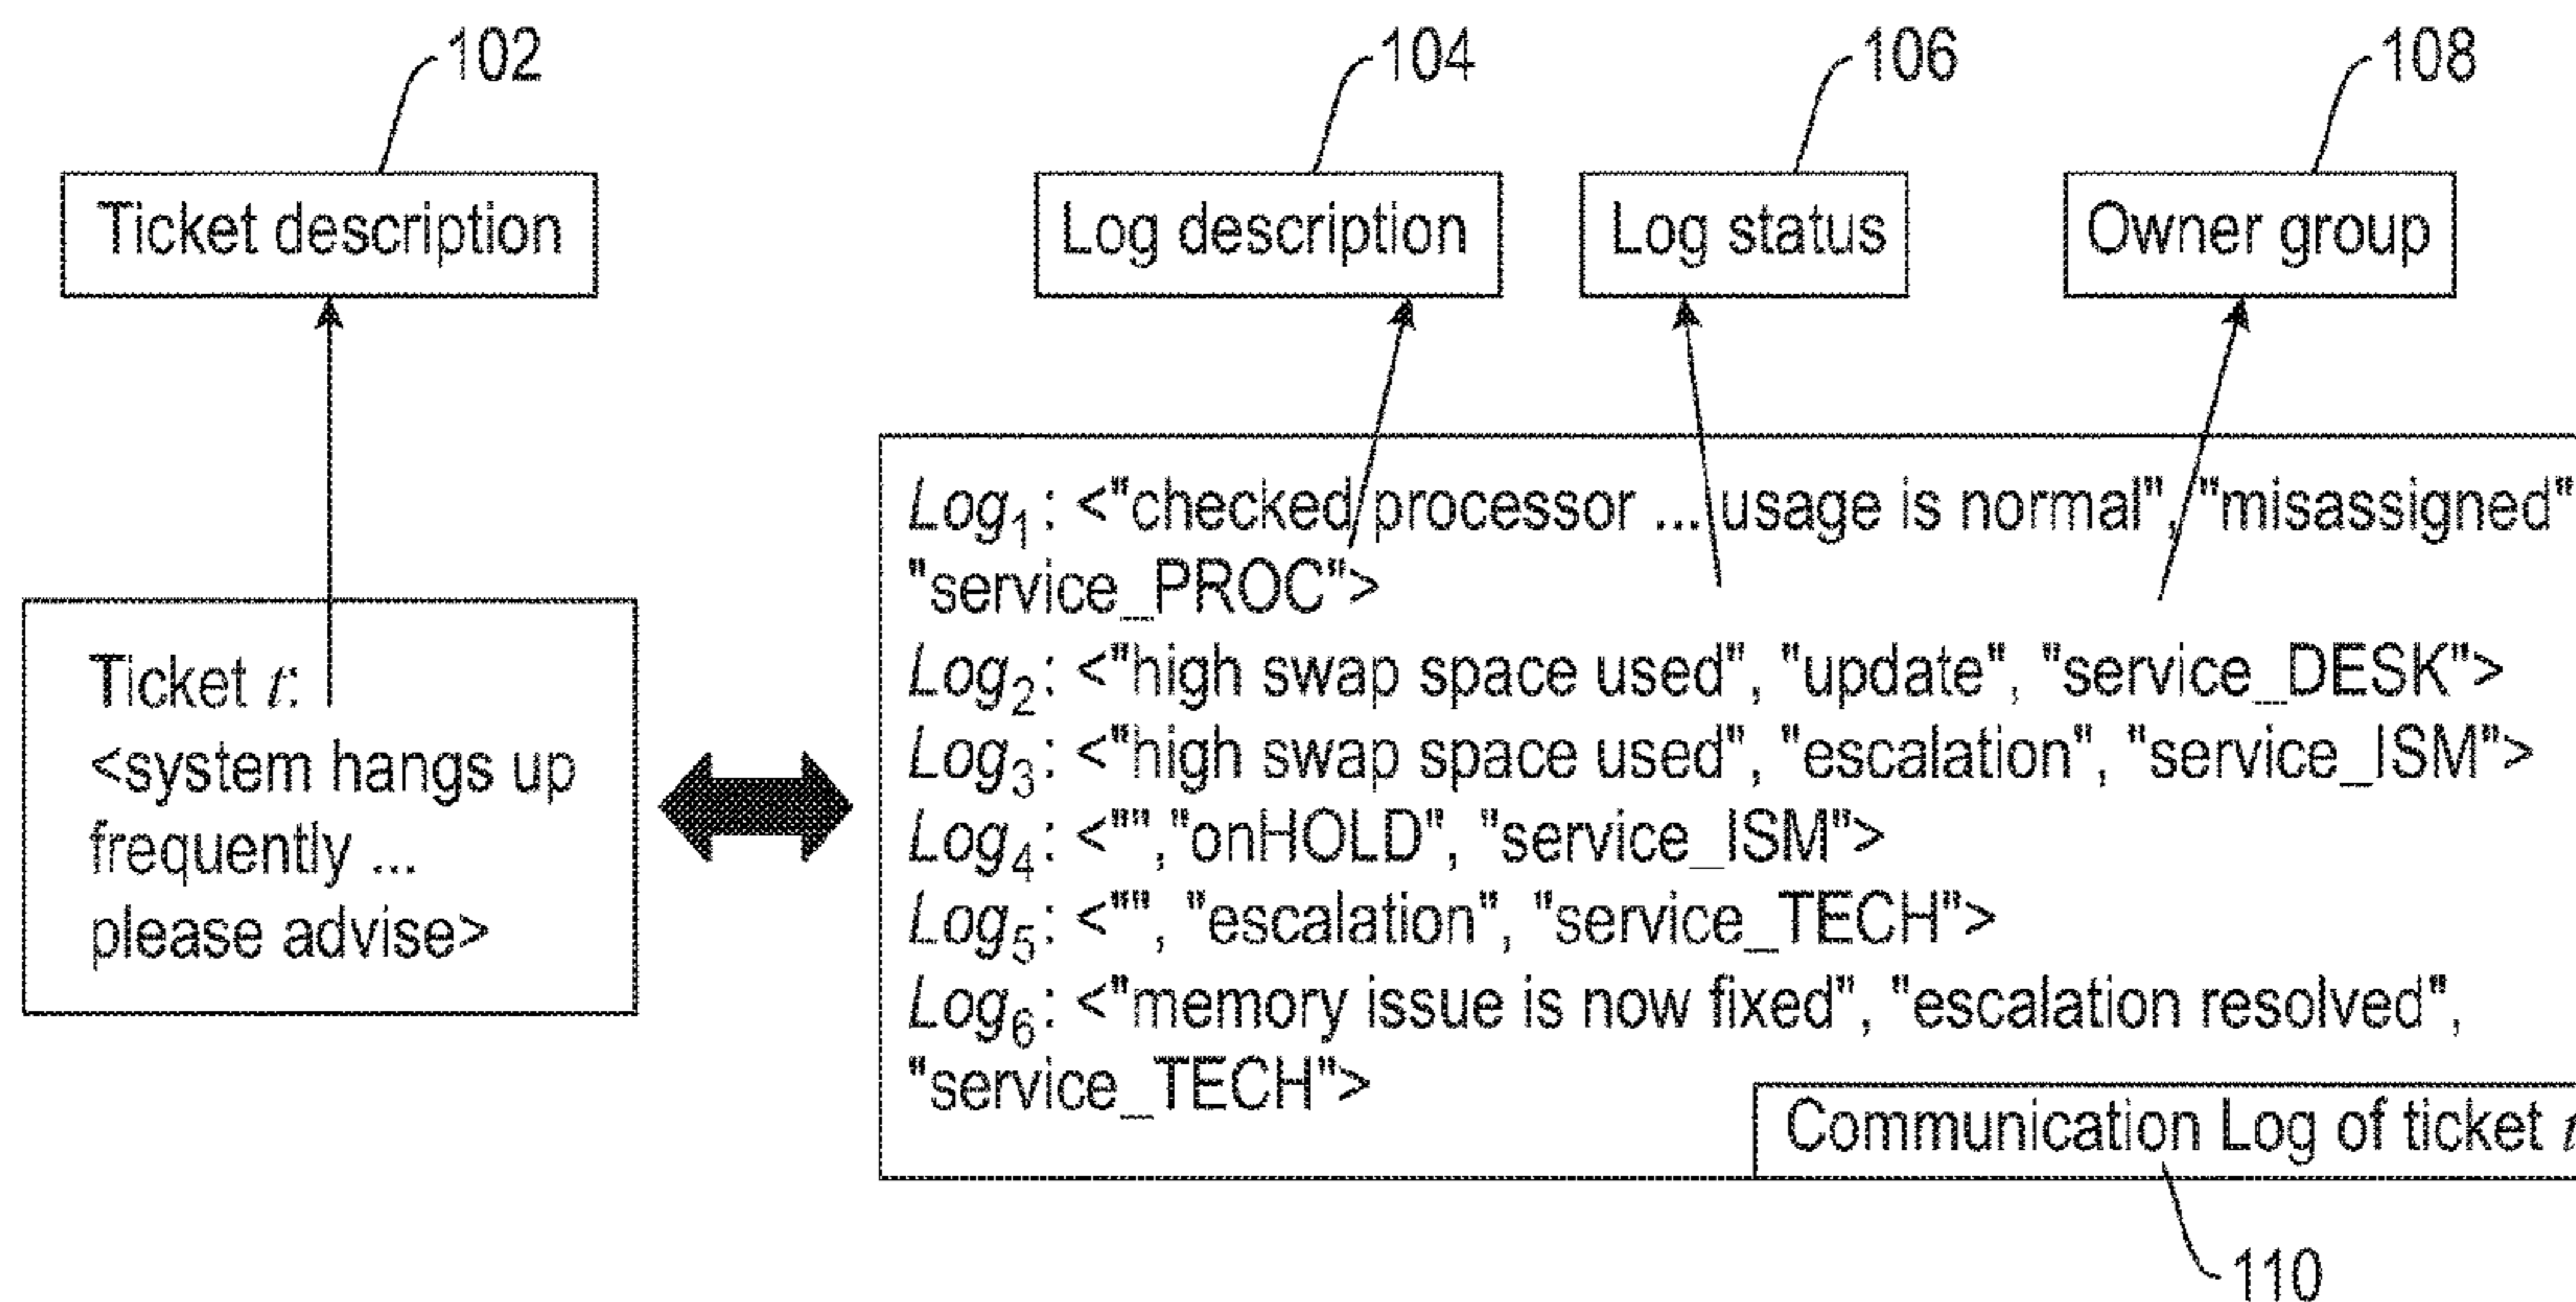 102
104
106
108
Ticket description
Log description
Log status
Owner group
Ticket t:
<system hangs up
frequently ...
please advise>
Log1: <"checked processor ... usage is normal", "misassigned"
"service_PROC">
Log2: <"high swap space used", "update", "service_DESK">
Log3: <"high swap space used", "escalation", "service_ISM">
Log4: <"","onHOLD", "service_ISM">
Log5: <"", "escalation", "service_TECH">
Log6: <"memory issue is now fixed", "escalation resolved",
"service_TECH">
Communication Log of ticket t
110